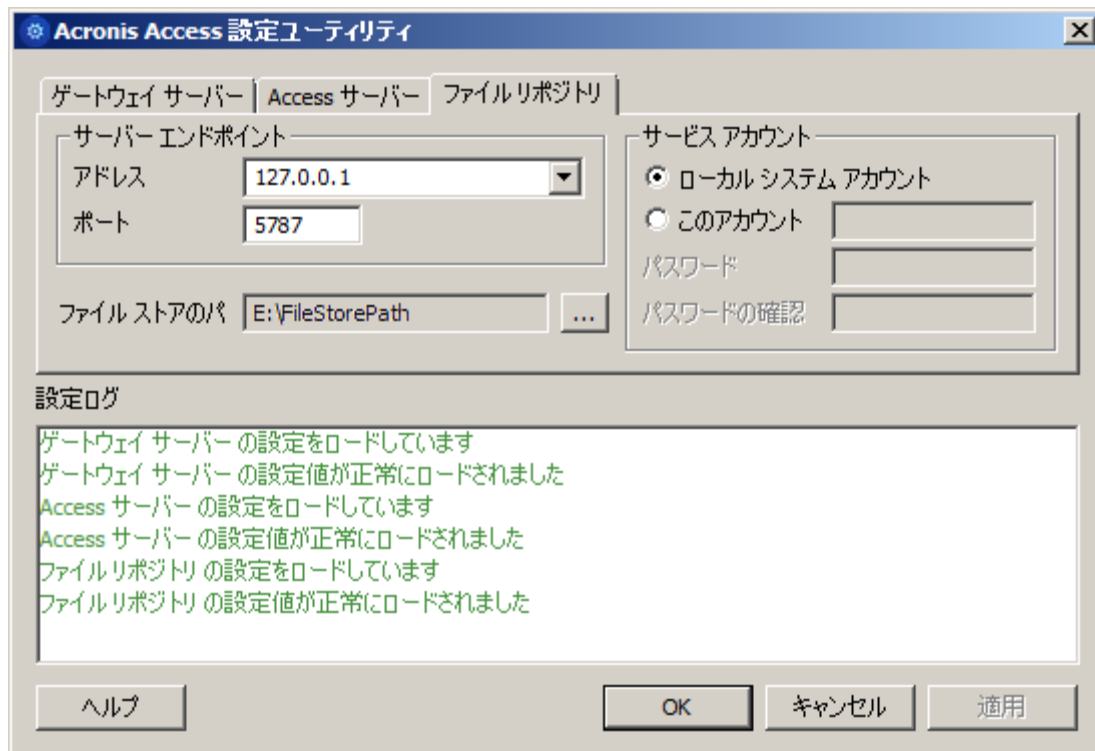 Acronis Access 設定ユーティリティ
ゲートウェイ サーバー
Access サーバー
ファイル リポジトリ
サーバー エンドポイント
アドレス
127.0.0.1
ポート
5787
ファイル ストアのパ
E:\FileStorePath
...
サービス アカウント
ローカル システム アカウント
このアカウント
パスワード
パスワードの確認
設定ログ
ゲートウェイ サーバー の設定をロードしています
ゲートウェイ サーバー の設定値が正常にロードされました
Access サーバー の設定をロードしています
Access サーバー の設定値が正常にロードされました
ファイル リポジトリ の設定をロードしています
ファイル リポジトリ の設定値が正常にロードされました
ヘルプ
OK
キャンセル
適用